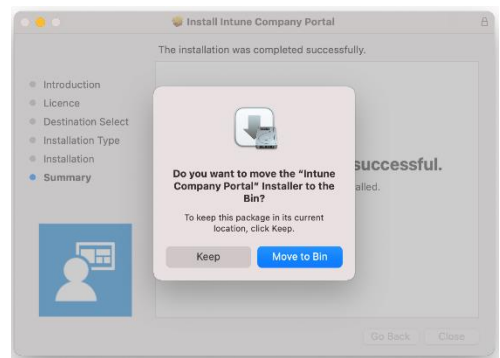 Install Intune Company Portal
The installation was completed successfully.
Introduction
Licence
Destination Select
Installation Type
Installation
Summary
successful.
alled.
Do you want to move the “Intune
Company Portal” Installer to the
Bin?
To keep this package in its current
location, click Keep.
Keep
Move to Bin
Go Back
Close